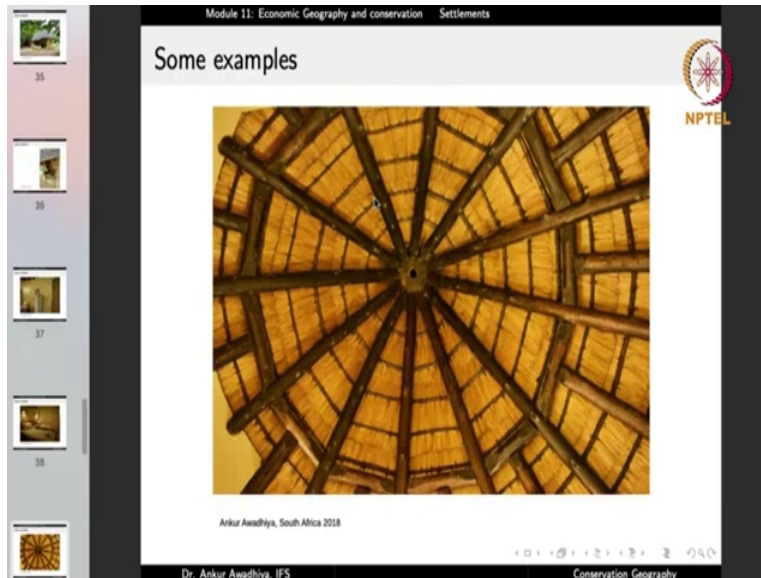 Module 11: Economic Geography and conservation Settlements
Some examples
NPTEL
35
36
37
38
Ankur Awadhiya, South Africa 2018
Dr. Ankur Awadhiya, IFS Conservation Geography